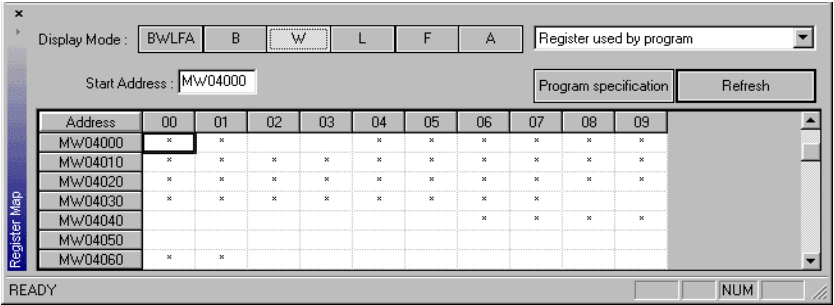 Display Mode : BWLFA B W L F A Register used by program
Start Address : MW04000 Program specification Refresh
Address 00 01 02 03 04 05 06 07 08 09
MW04000 × × × × × × × ×
MW04010 × × × × × × × × × ×
MW04020 × × × × × × × × × ×
MW04030 × × × × × × × ×
MW04040 × × × ×
MW04050
MW04060 × ×
Register Map
READY NUM